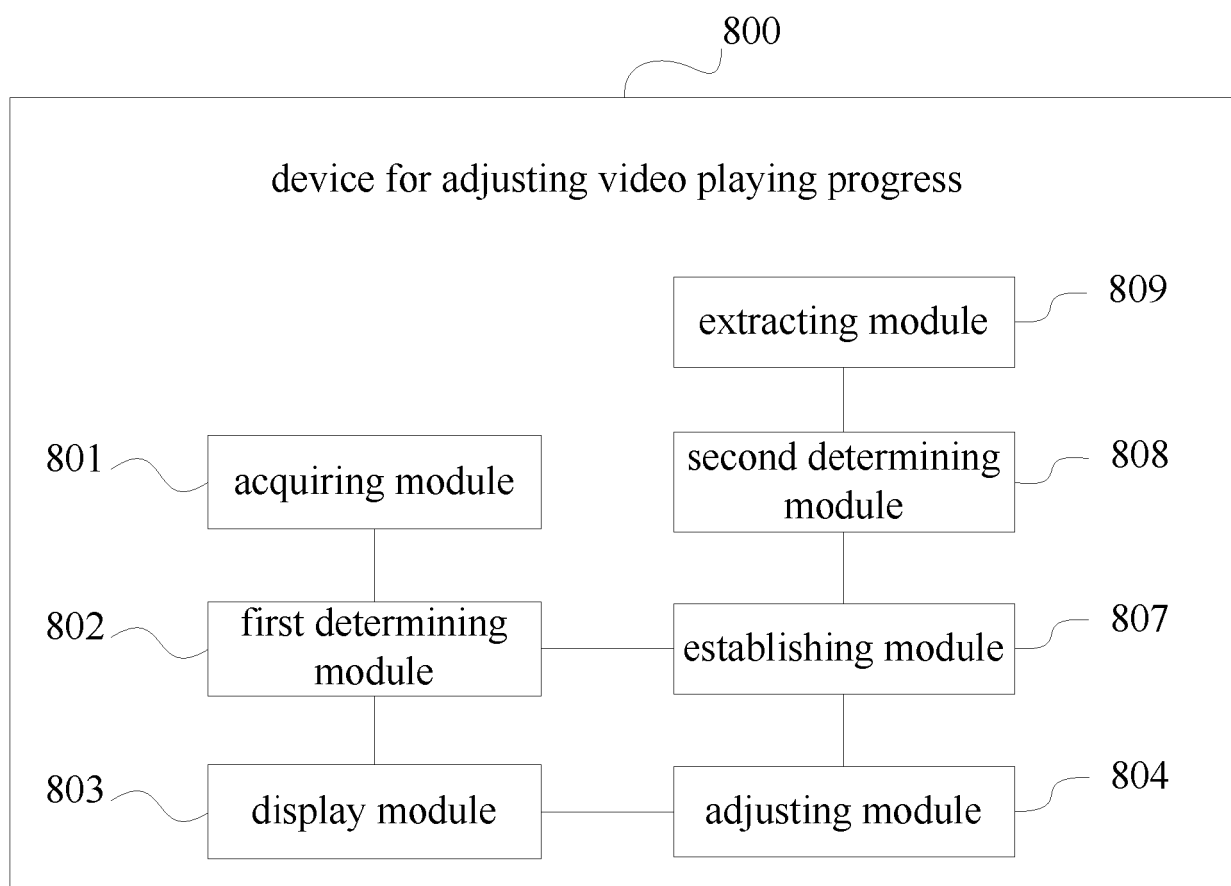 800
device for adjusting video playing progress
extracting module
809
801
acquiring module
second determining
module
808
802
first determining
module
establishing module
807
803
display module
adjusting module
804